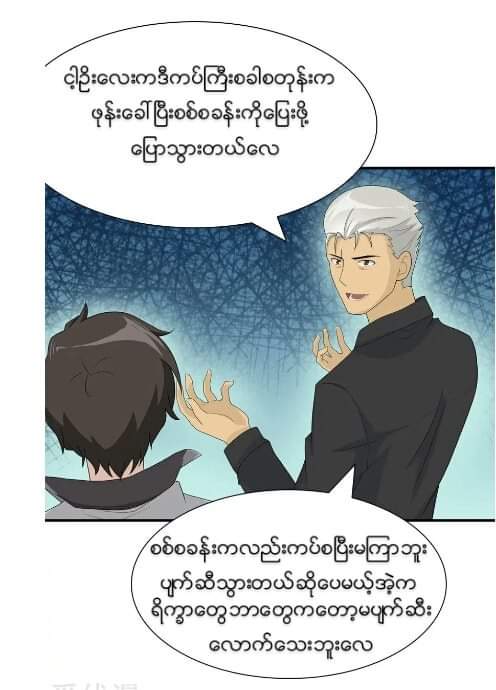 ငါ့ဦးလေးကဒီကပ်ကြီးစခါစတုန်းက
ဖုန်းခေါ်ပြီးစစ်စခန်းကိုပြေးဖို့
ပြောသွားတယ်လေ
စစ်စခန်းကလည်းကပ်စပြီးမကြာဘူး
ပျက်ဆီသွားတယ်ဆိုပေမယ့်အဲ့က
ရိက္ခာတွေဘာတွေကတော့မပျက်ဆီး
လောက်သေးဘူးလေ